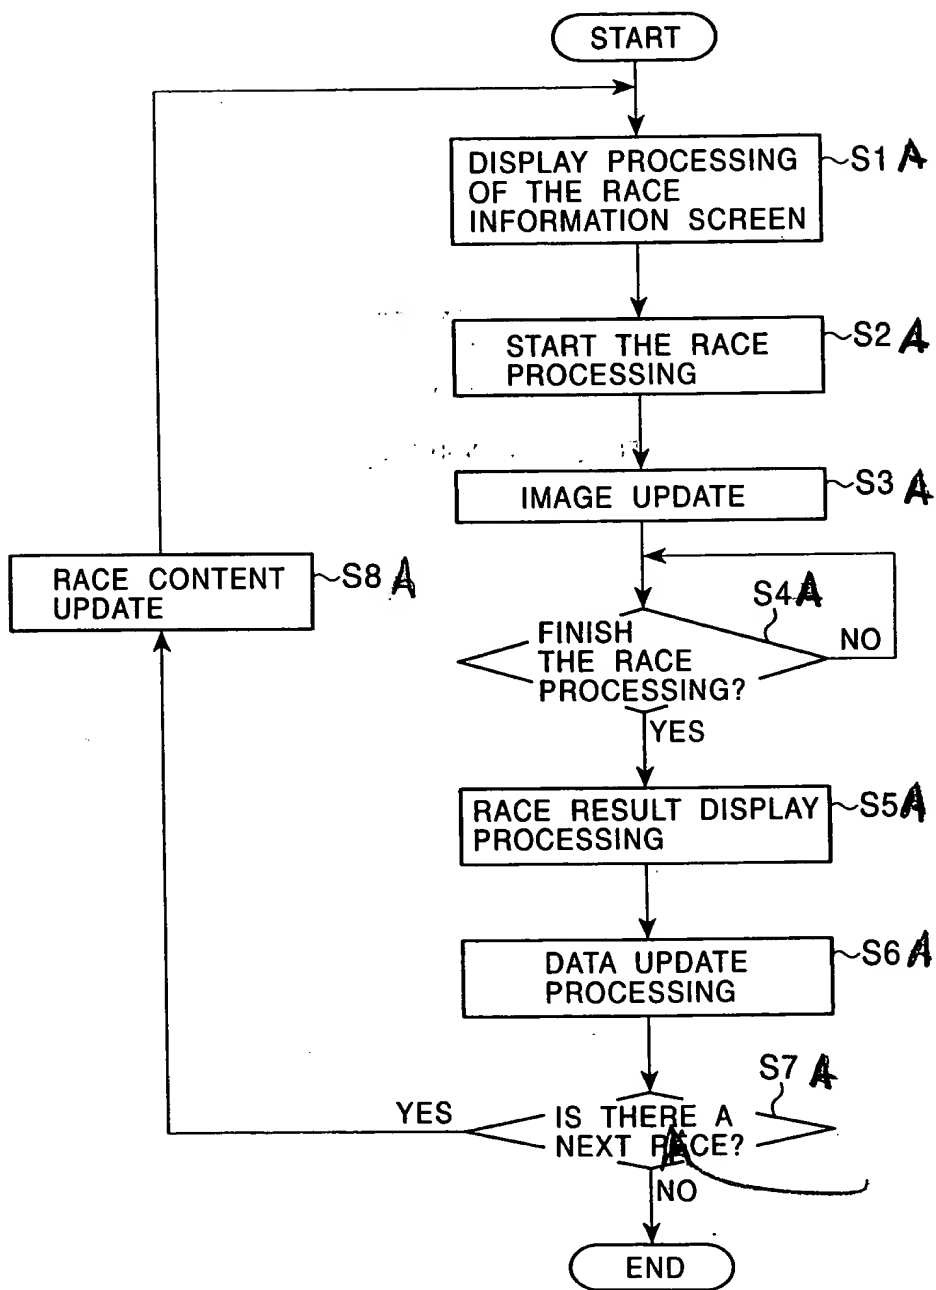 START
DISPLAY PROCESSING
OF THE RACE
INFORMATION SCREEN
S1 A
START THE RACE
PROCESSING
S2 A
IMAGE UPDATE
S3 A
RACE CONTENT
UPDATE
S8 A
S4 A
FINISH
THE RACE
PROCESSING?
NO
YES
RACE RESULT DISPLAY
PROCESSING
S5 A
DATA UPDATE
PROCESSING
S6 A
S7 A
YES
IS THERE A
NEXT RACE?
A
NO
END